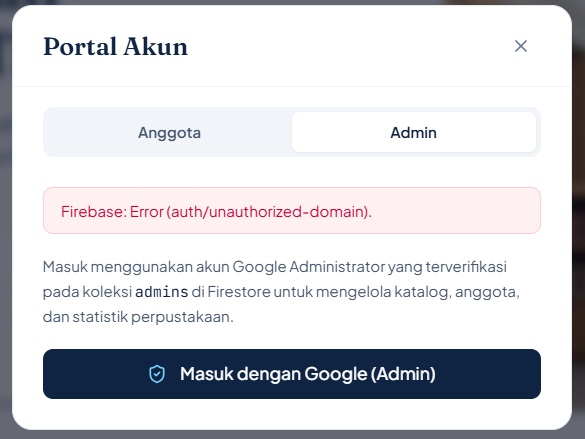 Portal Akun
Anggota
Admin
Firebase: Error (auth/unauthorized-domain).
Masuk menggunakan akun Google Administrator yang terverifikasi
pada koleksi admins di Firestore untuk mengelola katalog, anggota,
dan statistik perpustakaan.
Masuk dengan Google (Admin)